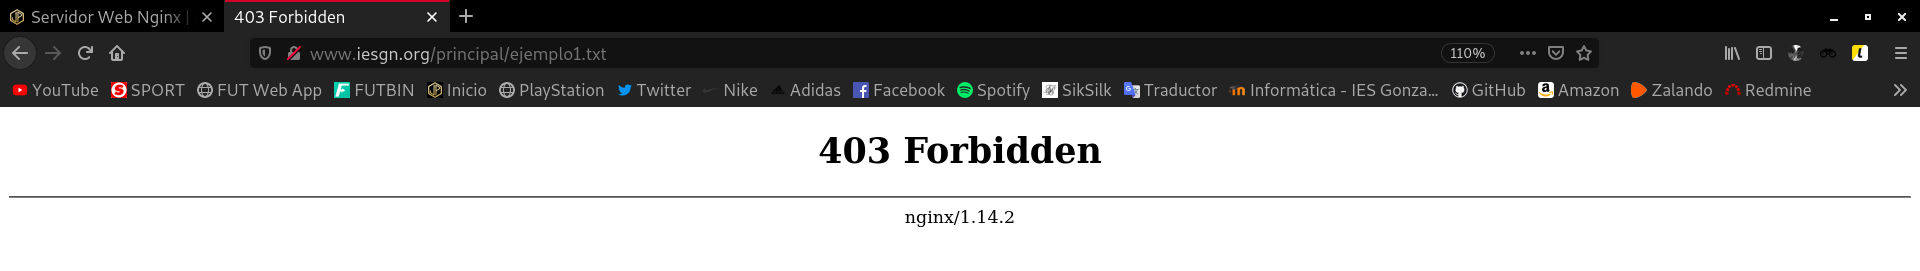 Servidor Web Nginx |
403 Forbidden
www.iesgn.org/principal/ejemplo1.txt
110%
YouTube SPORT FUT Web App FUTBIN Inicio PlayStation Twitter Nike Adidas Facebook Spotify SikSilk Traductor Informática - IES Gonza... GitHub Amazon Zalando Redmine
403 Forbidden
nginx/1.14.2